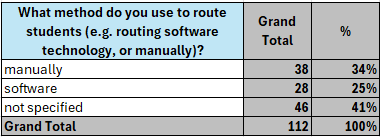 What method do you use to route
students (e.g. routing software
technology, or manually)?
Grand
Total
%
manually 38 34%
software 28 25%
not specified 46 41%
Grand Total 112 100%